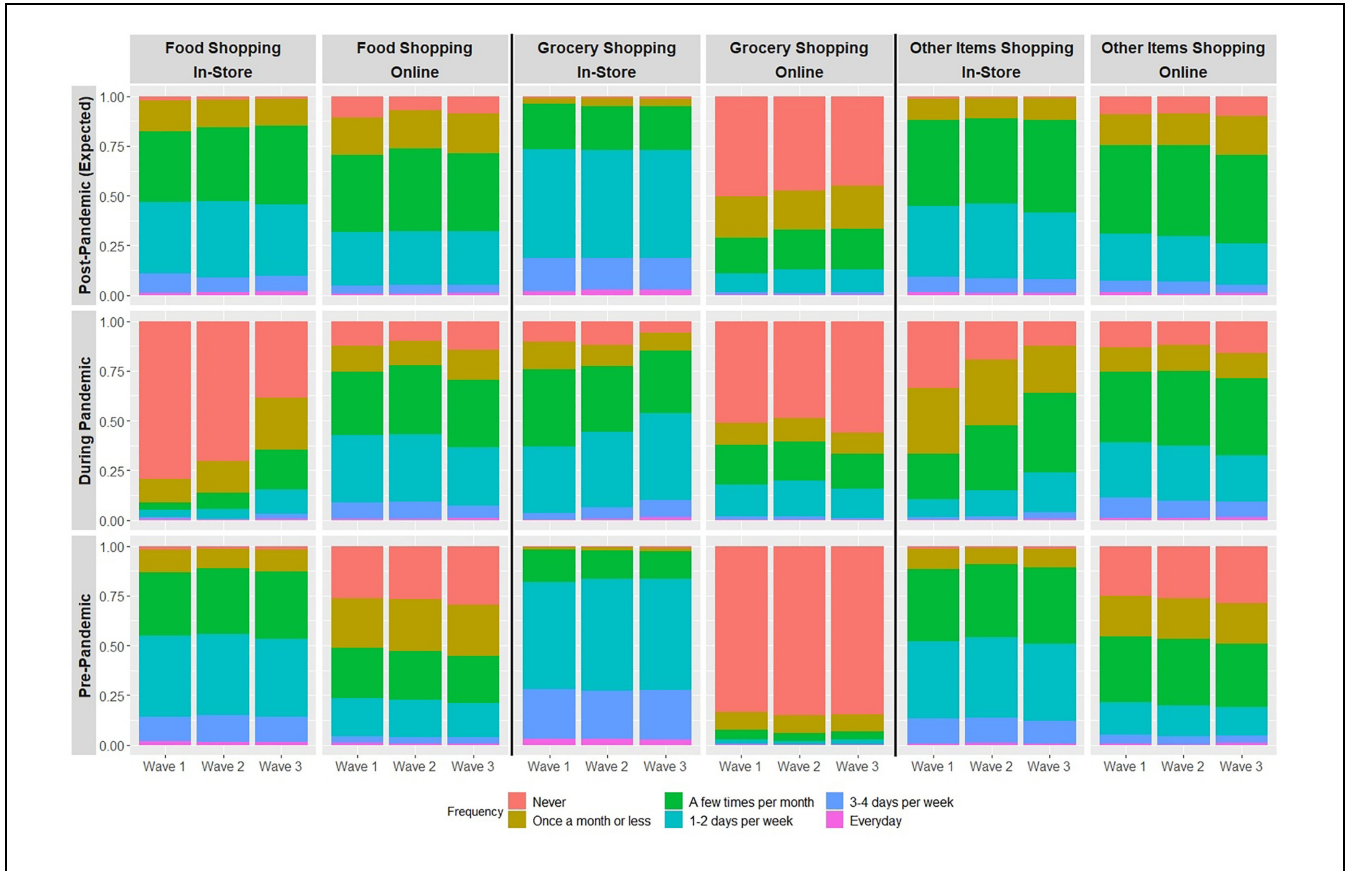 Food Shopping
In-Store
Food Shopping
Online
Grocery Shopping
In-Store
Grocery Shopping
Online
Other Items Shopping
In-Store
Other Items Shopping
Online
Post-Pandemic (Expected)
1.00
0.75
0.50
0.25
0.00
During Pandemic
1.00
0.75
0.50
0.25
0.00
Pre-Pandemic
1.00
0.75
0.50
0.25
0.00
Wave 1 Wave 2 Wave 3 Wave 1 Wave 2 Wave 3 Wave 1 Wave 2 Wave 3 Wave 1 Wave 2 Wave 3 Wave 1 Wave 2 Wave 3 Wave 1 Wave 2 Wave 3
Frequency
Never
Once a month or less
A few times per month
1-2 days per week
3-4 days per week
Everyday